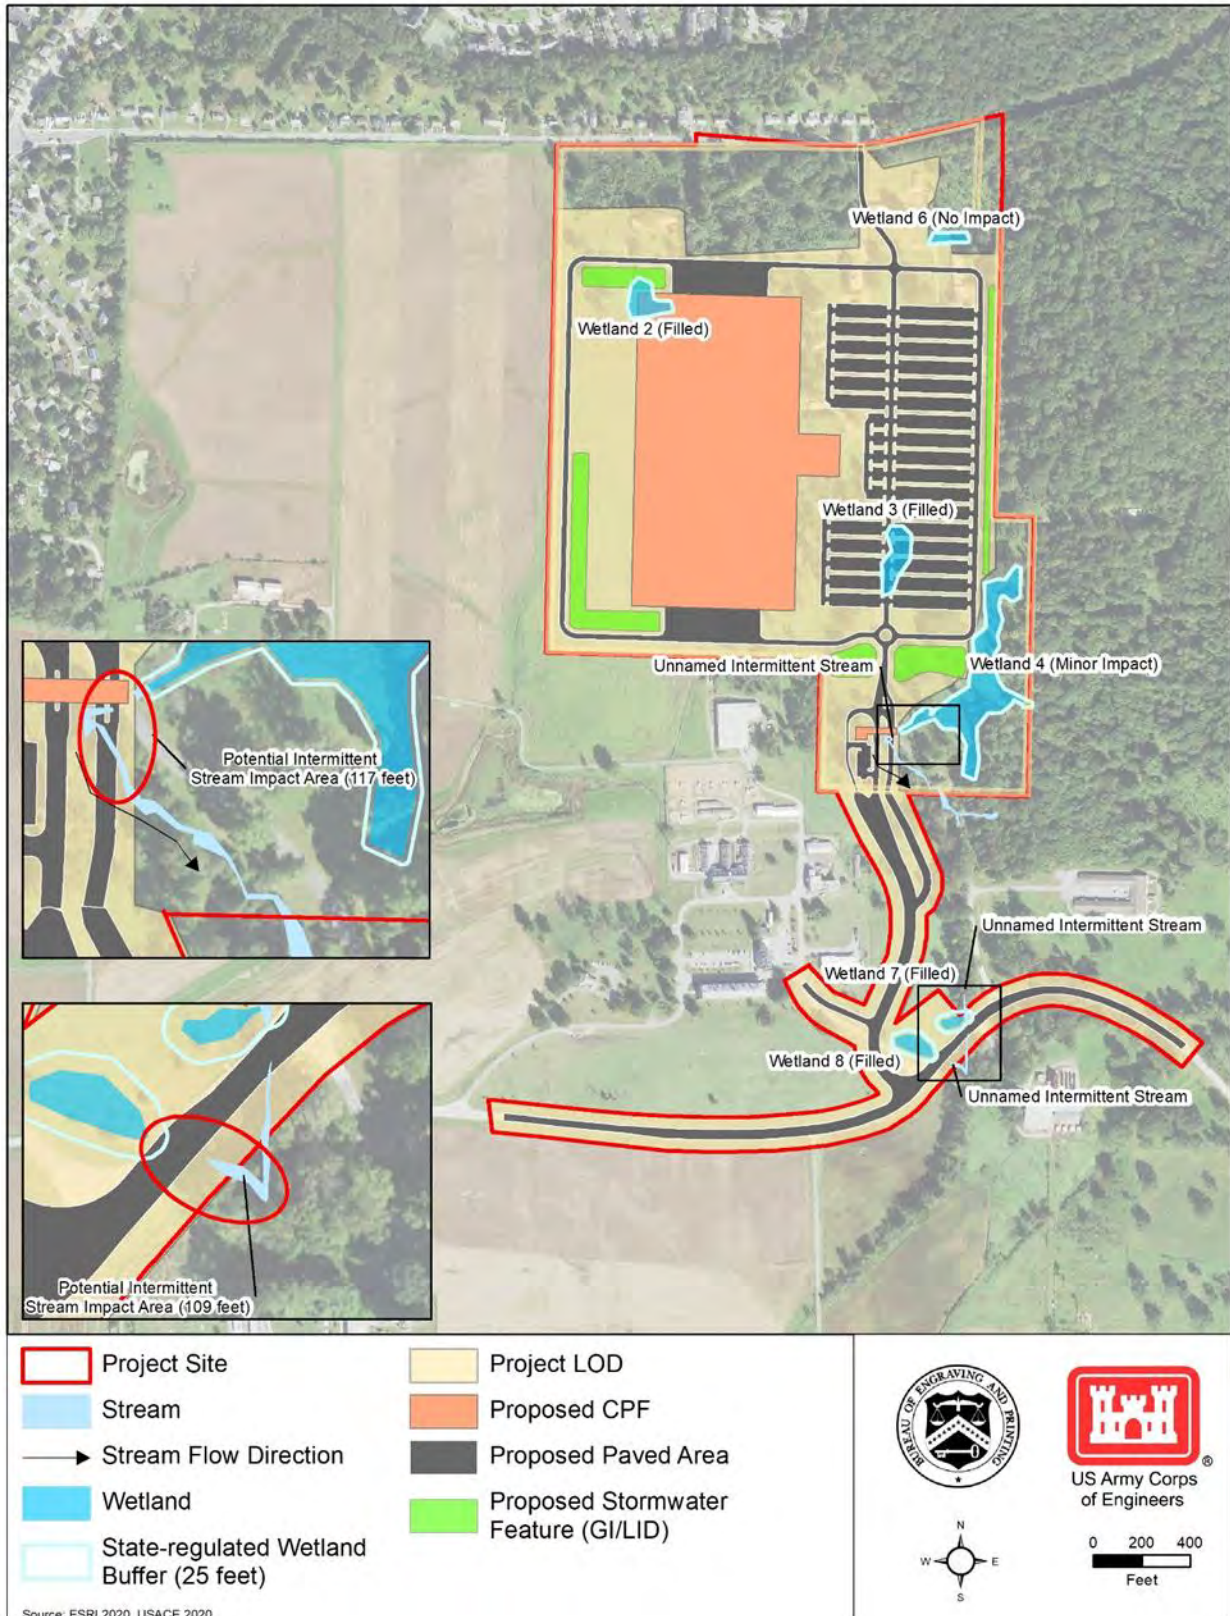 Wetland 6 (No Impact)
Wetland 2 (Filled)
Wetland 3 (Filled)
Unnamed Intermittent Stream
Wetland 4 (Minor Impact)
Potential Intermittent
Stream Impact Area (117 feet)
Unnamed Intermittent Stream
Wetland 7 (Filled)
Wetland 8 (Filled)
Unnamed Intermittent Stream
Potential Intermittent
Stream Impact Area (109 feet)
Project Site
Stream
Stream Flow Direction
Wetland
State-regulated Wetland
Buffer (25 feet)
Project LOD
Proposed CPF
Proposed Paved Area
Proposed Stormwater
Feature (GI/LID)
BUREAU OF ENGRAVING AND PRINTING
®
US Army Corps
of Engineers
N
W E
S
0 200 400
Feet
Source: ESRI 2020, USACE 2020